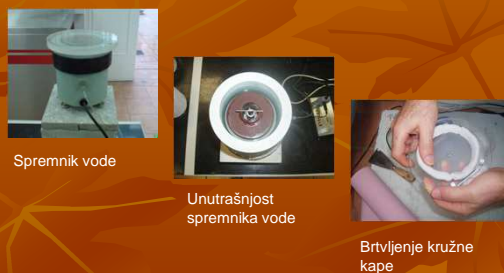 Spremnik vode
Unutrašnjost
spremnika vode
Brtvljenje kružne
kape